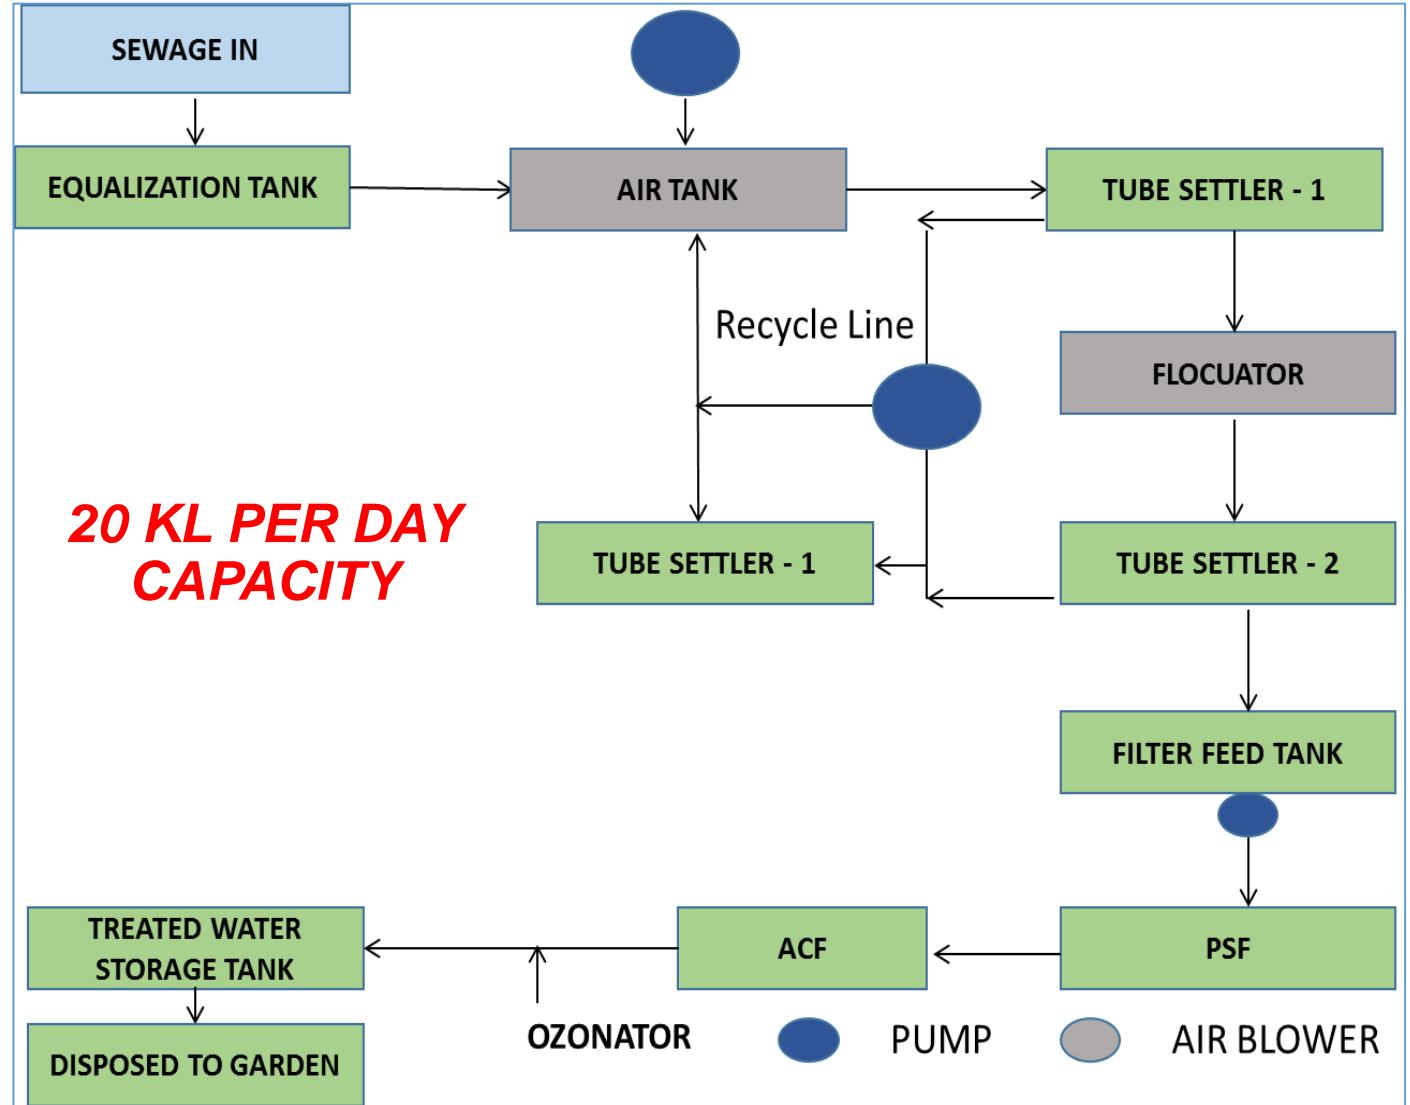 SEWAGE IN
EQUALIZATION TANK
AIR TANK
TUBE SETTLER - 1
Recycle Line
FLOCUATOR
20 KL PER DAY
CAPACITY
TUBE SETTLER - 1
TUBE SETTLER - 2
FILTER FEED TANK
TREATED WATER
STORAGE TANK
ACF
PSF
OZONATOR
PUMP
AIR BLOWER
DISPOSED TO GARDEN